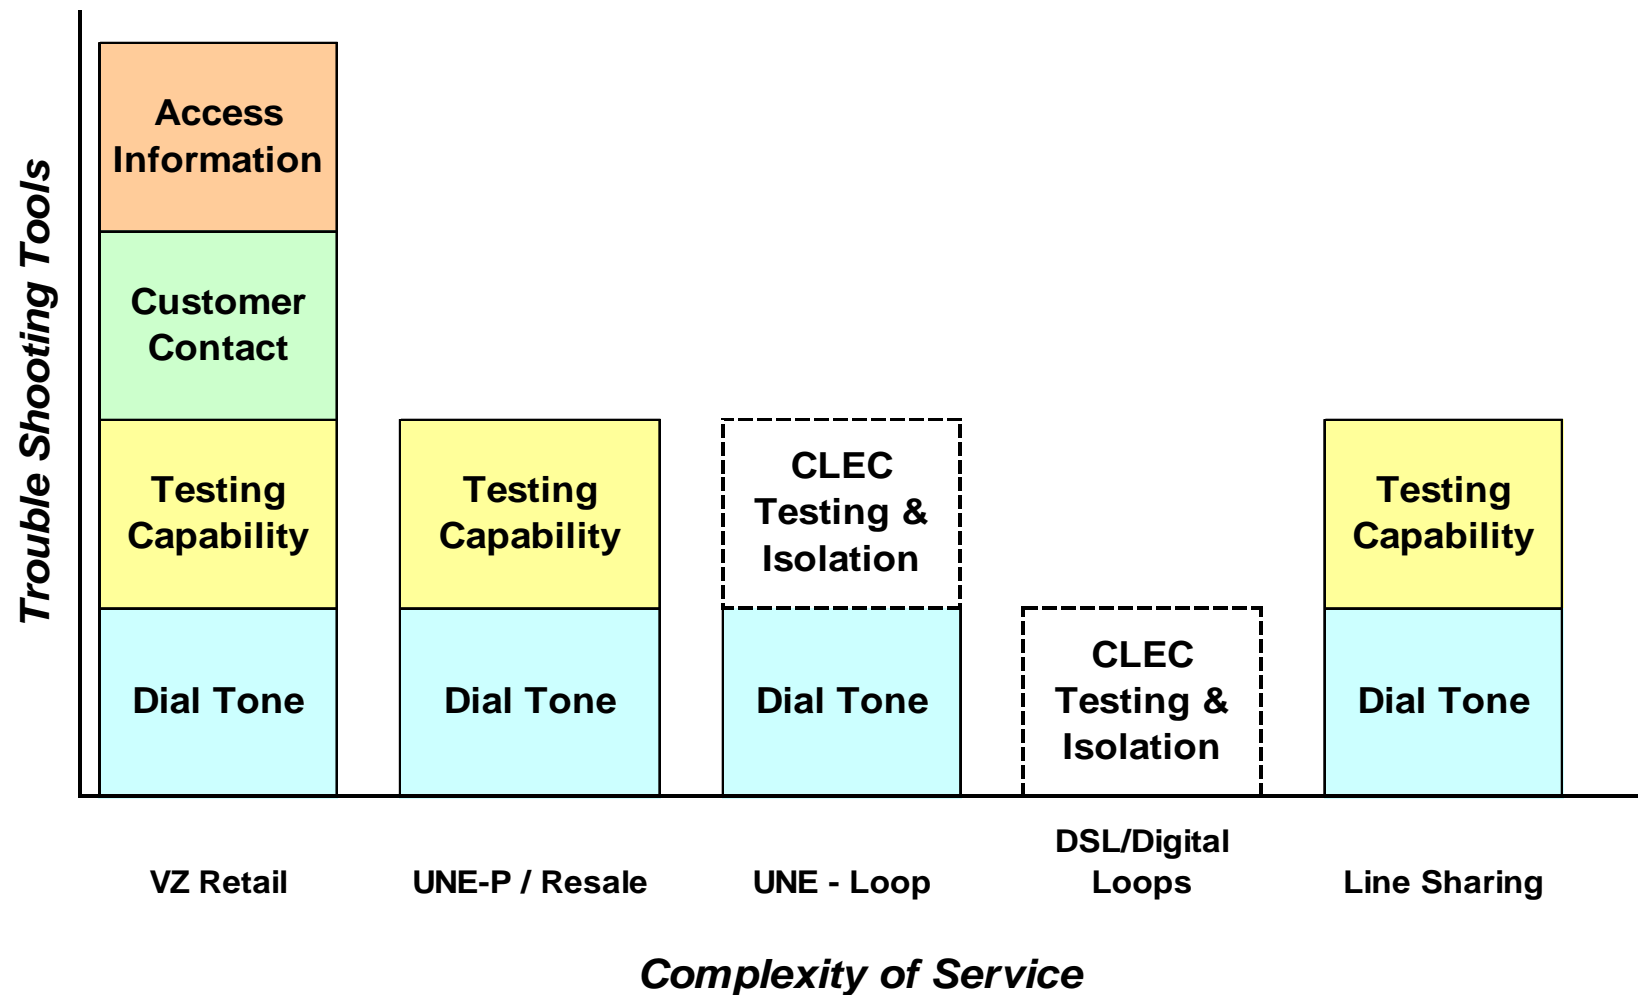 Trouble Shooting Tools
Access
Information
Customer
Contact
Testing
Capability
Dial Tone
Testing
Capability
Dial Tone
CLEC
Testing &
Isolation
Dial Tone
CLEC
Testing &
Isolation
Testing
Capability
Dial Tone
VZ Retail
UNE-P / Resale
UNE - Loop
DSL/Digital
Loops
Line Sharing
Complexity of Service